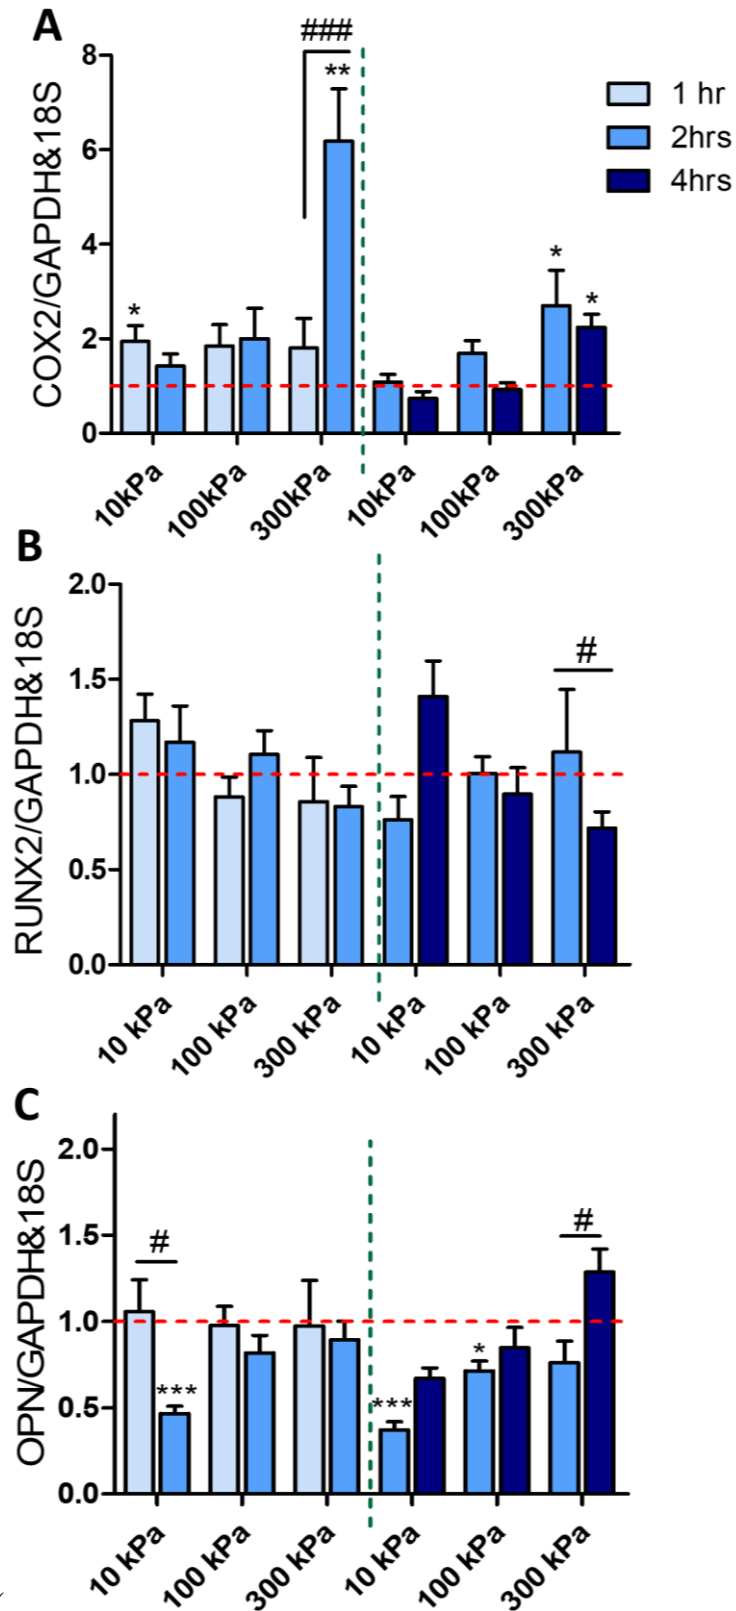 A
###
**
8
6
4
2
0
COX2/GAPDH&18S
*
*
*
1 hr
2hrs
4hrs
10kPa
100kPa
300kPa
10kPa
100kPa
300kPa
B
2.0
1.5
1.0
0.5
0.0
RUNX2/GAPDH&18S
#
10 kPa
100 kPa
300 kPa
10 kPa
100 kPa
300 kPa
C
2.0
1.5
1.0
0.5
0.0
OPN/GAPDH&18S
#
***
***
*
#
10 kPa
100 kPa
300 kPa
10 kPa
100 kPa
300 kPa